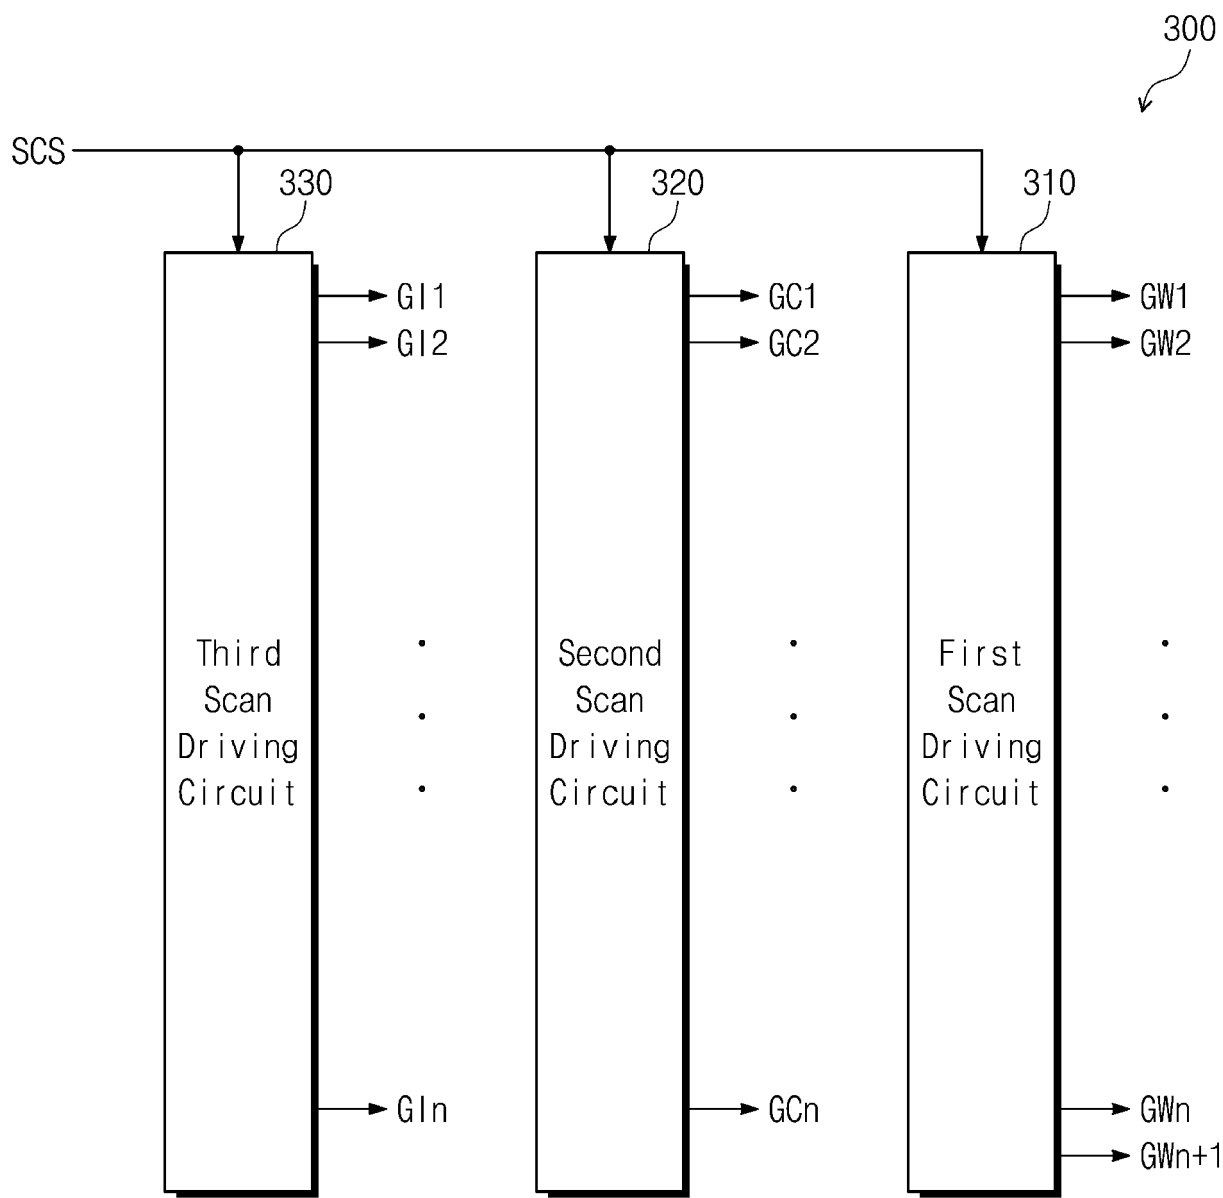 300
SCS
330
320
310
GI1
GC1
GW1
GI2
GC2
GW2
Third
Scan
Driving
Circuit
Second
Scan
Driving
Circuit
First
Scan
Driving
Circuit
GIn
GCn
GWn
GWn+1